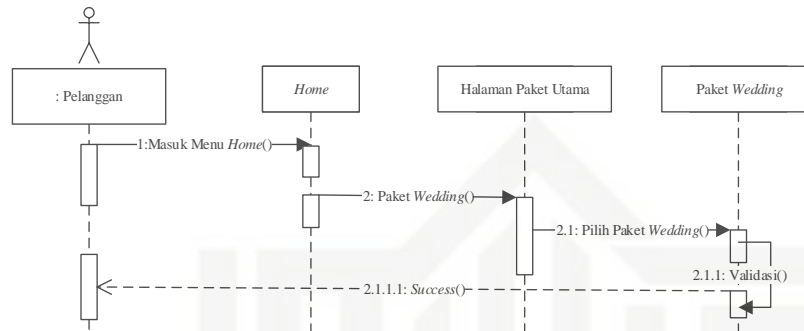 : Pelanggan
Home
Halaman Paket Utama
Paket Wedding
1:Masuk Menu Home()
2: Paket Wedding()
2.1: Pilih Paket Wedding()
2.1.1: Validasi()
2.1.1.1: Success()